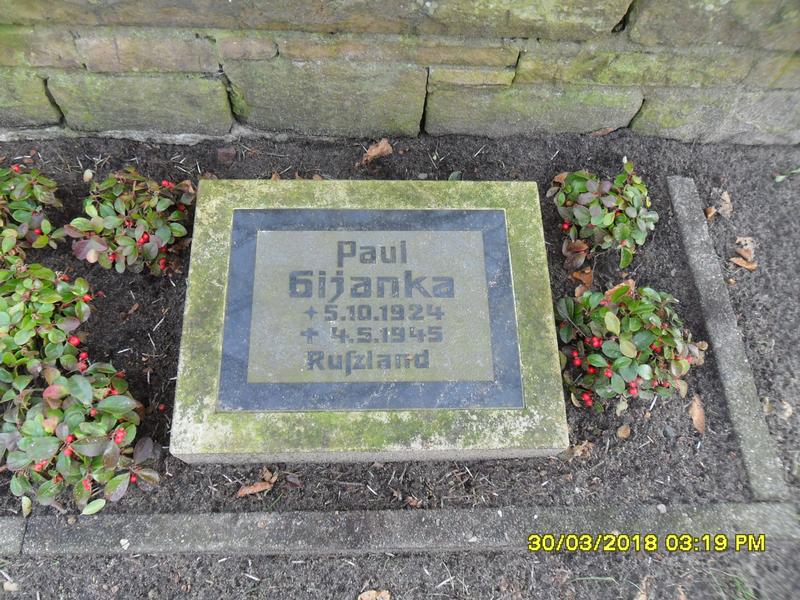 Paul
Gijanka
+ 5.10.1924
+ 4.5.1945
Rußland
30/03/2018 03:19 PM